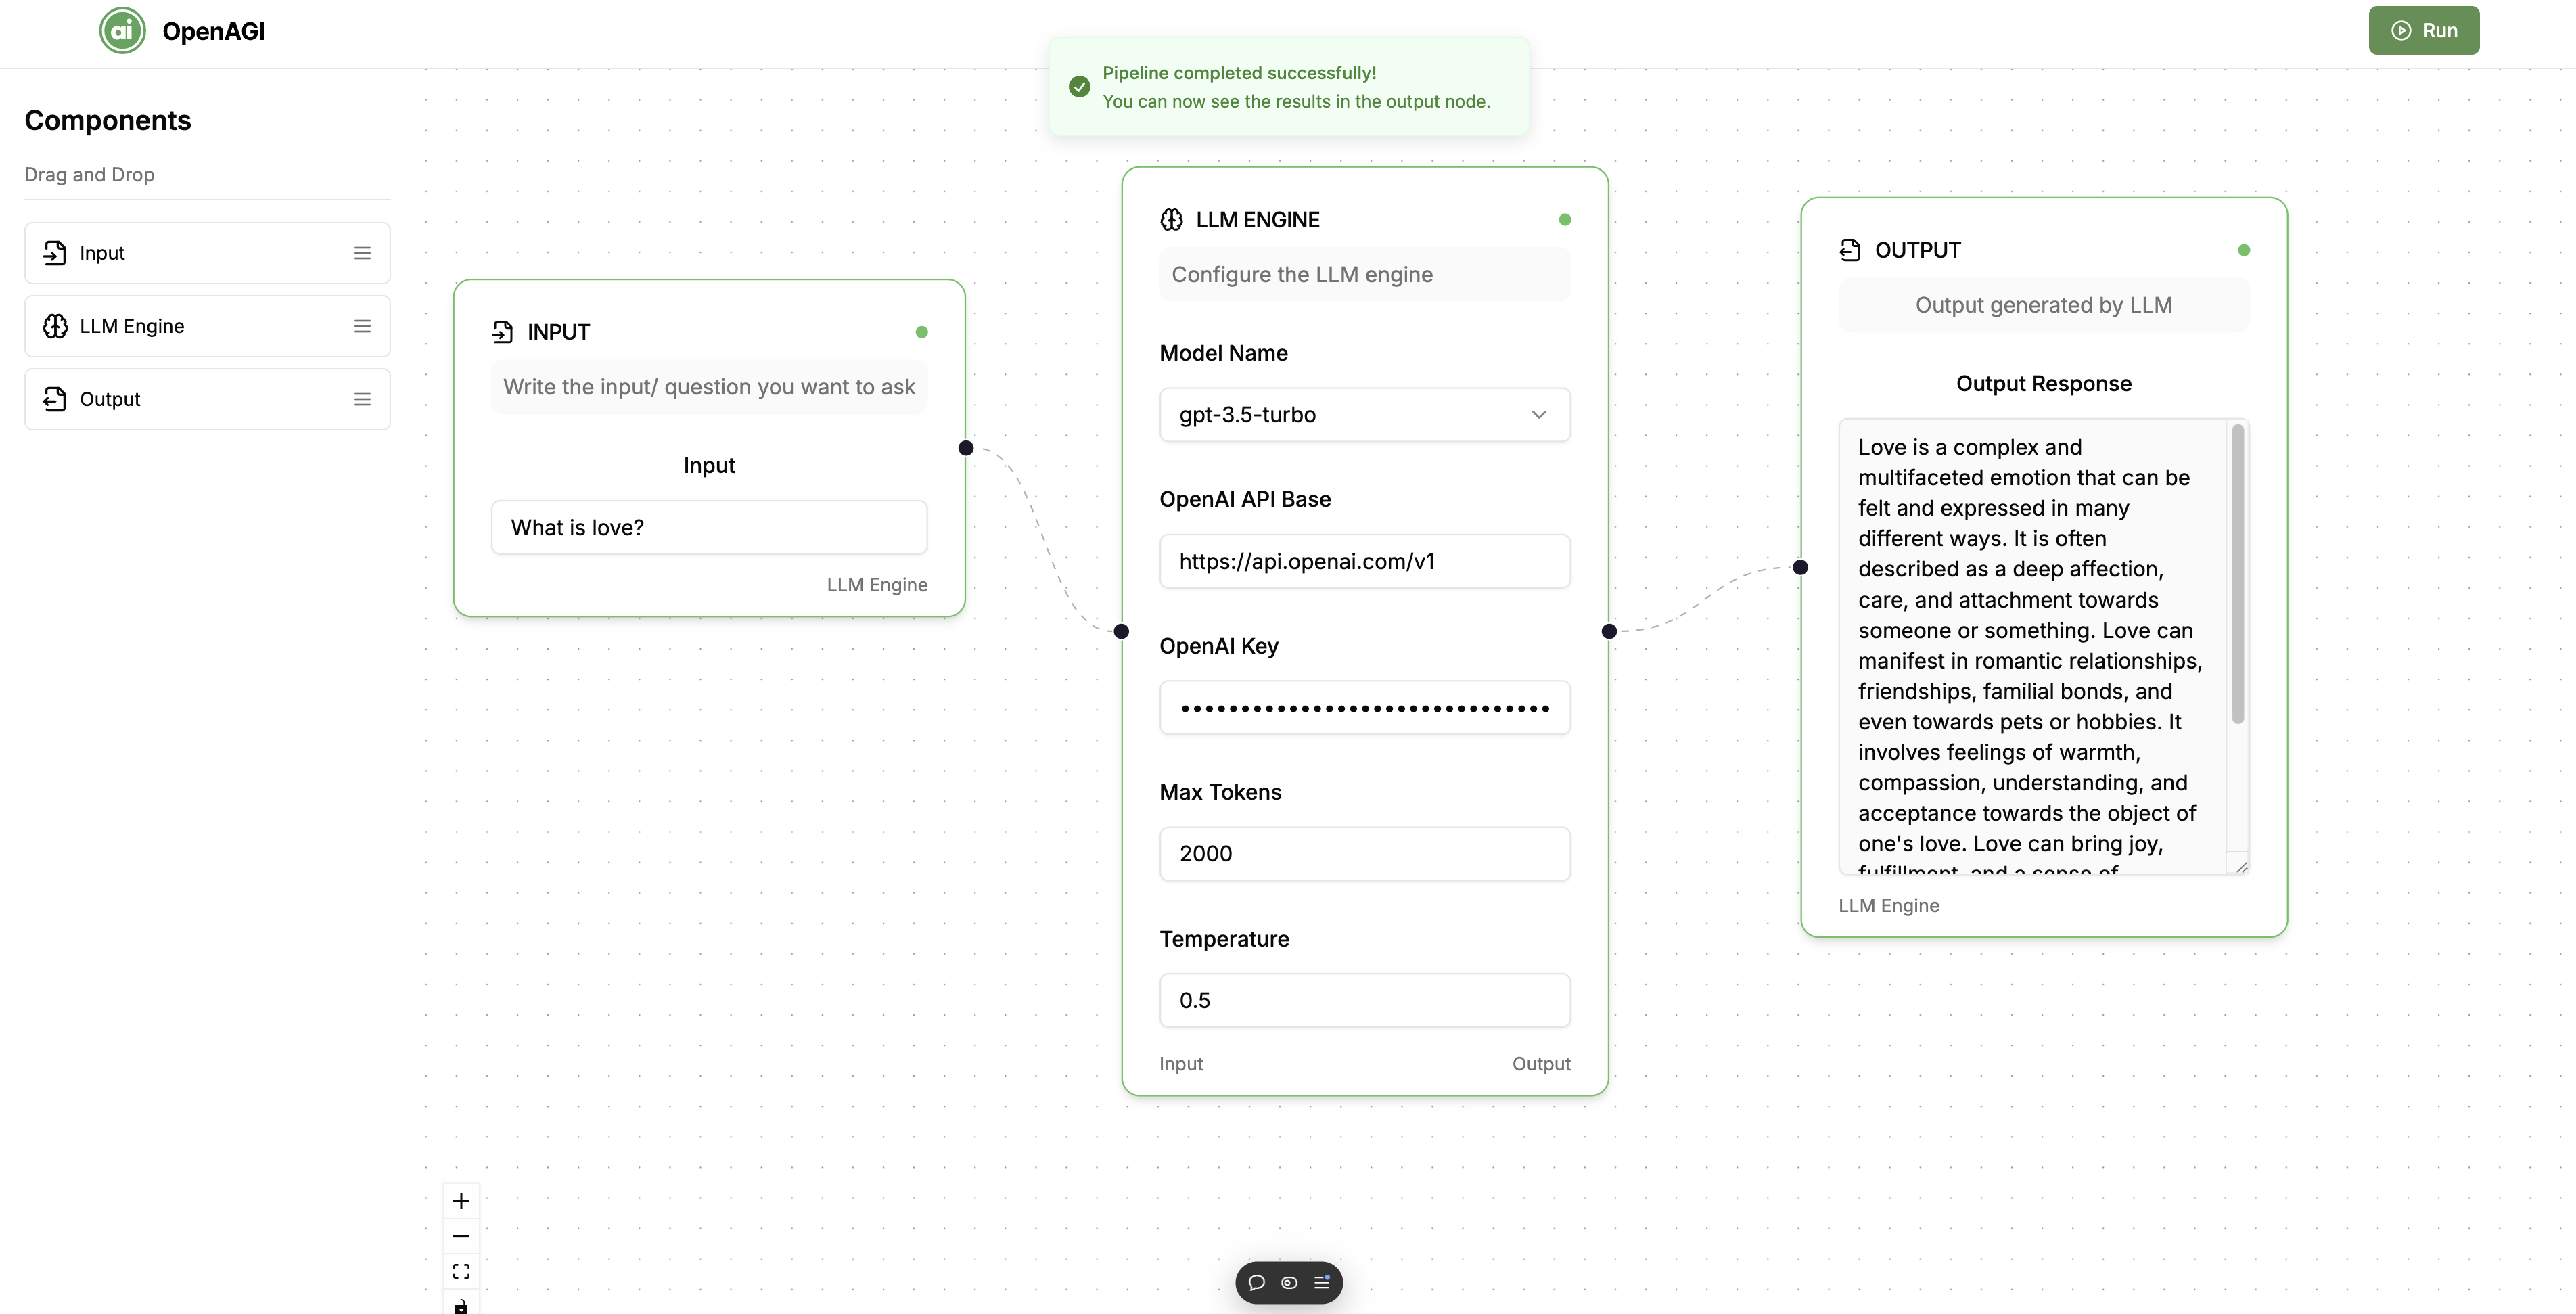 ai OpenAGI
Run
Pipeline completed successfully!
You can now see the results in the output node.
Components
Drag and Drop
Input
LLM Engine
Output
INPUT
Write the input/ question you want to ask
Input
What is love?
LLM Engine
LLM ENGINE
Configure the LLM engine
Model Name
gpt-3.5-turbo
OpenAI API Base
https://api.openai.com/v1
OpenAI Key
Max Tokens
2000
Temperature
0.5
Input
Output
OUTPUT
Output generated by LLM
Output Response
Love is a complex and
multifaceted emotion that can be
felt and expressed in many
different ways. It is often
described as a deep affection,
care, and attachment towards
someone or something. Love can
manifest in romantic relationships,
friendships, familial bonds, and
even towards pets or hobbies. It
involves feelings of warmth,
compassion, understanding, and
acceptance towards the object of
one's love. Love can bring joy,
fulfillment, and a sense of
LLM Engine